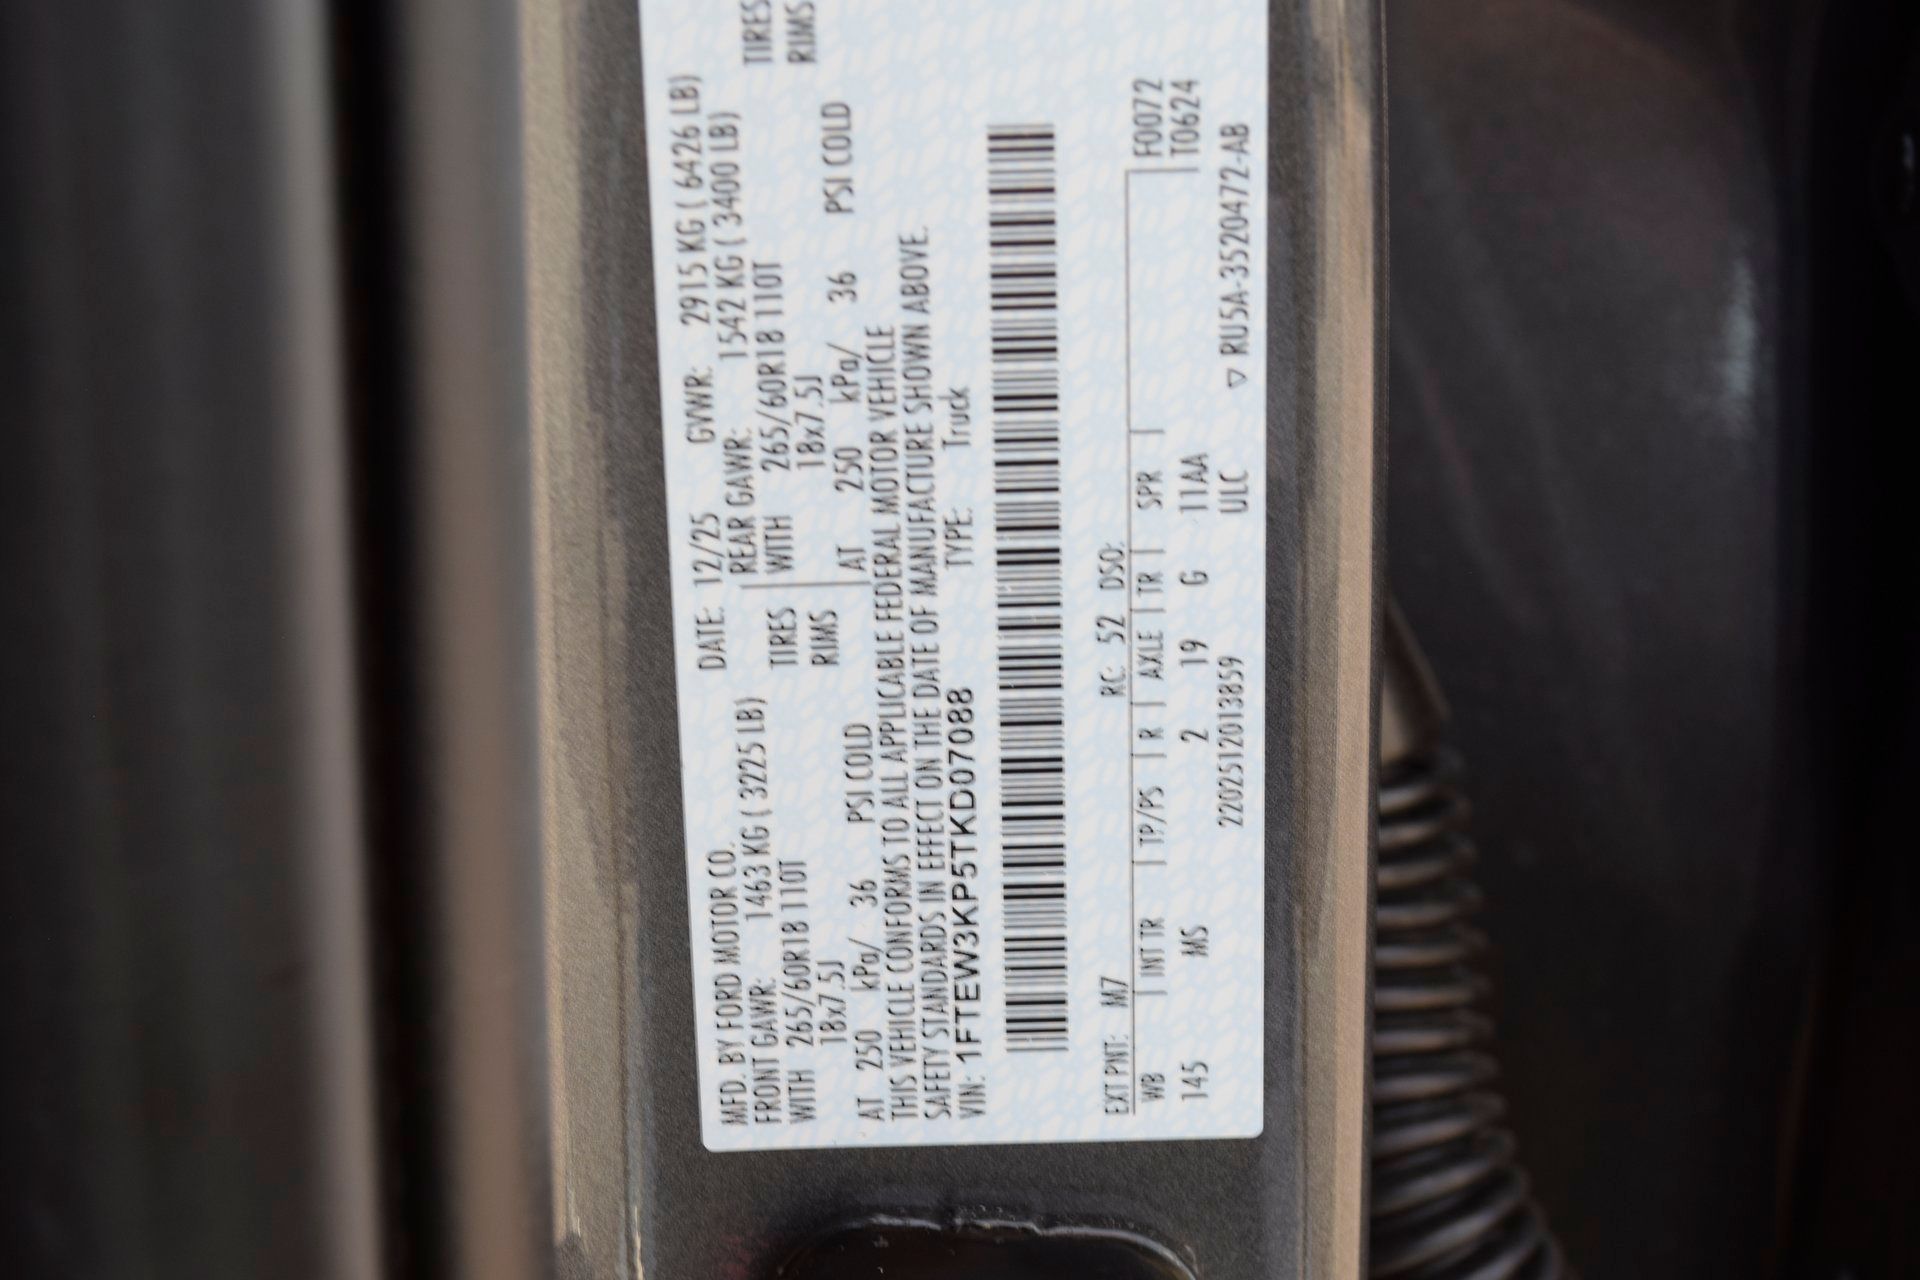 MFD. BY FORD MOTOR CO. DATE: 12/25 GVWR: 2915 KG ( 6426 LB)
FRONT GAWR: 1463 KG ( 3225 LB) REAR GAWR: 1542 KG ( 3400 LB)
WITH 265/60R18 110T TIRES WITH 265/60R18 110T TIRES
18x7.5J RIMS 18x7.5J RIMS
AT 250 kPa/ 36 PSI COLD AT 250 kPa/ 36 PSI COLD
THIS VEHICLE CONFORMS TO ALL APPLICABLE FEDERAL MOTOR VEHICLE
SAFETY STANDARDS IN EFFECT ON THE DATE OF MANUFACTURE SHOWN ABOVE.
VIN: 1FTEW3KP5TKD07088 TYPE: Truck
EXT PNT: M7 RC: 52 DSO:
WB | INT TR | TP/PS | R | AXLE | TR | SPR | F0072
145 MS 2 19 G 11AA T0624
2202512013859 ULC ▽ RU5A-3520472-AB